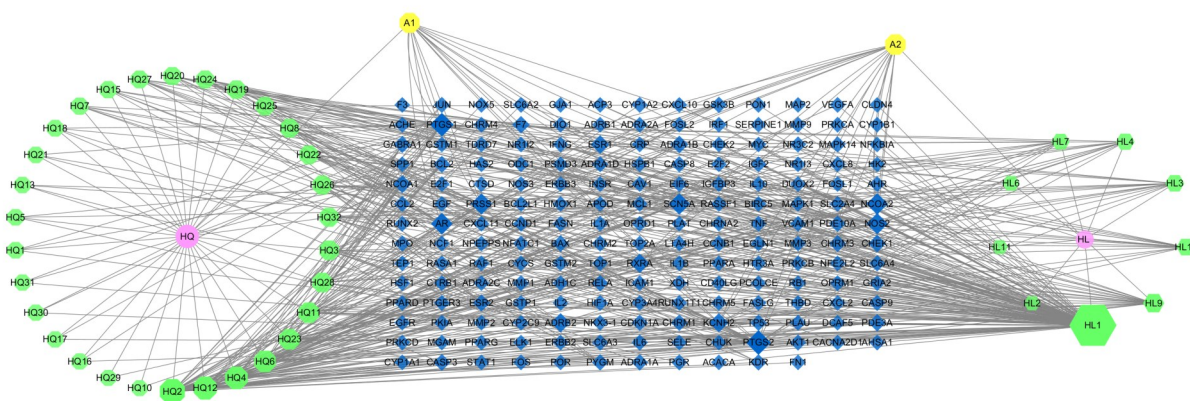 A1
A2
HQ27 HQ20 HQ24
HQ15 HQ19
HQ7 HQ25
HQ18 HQ8
HQ21 HQ22
HQ13 HQ26
HQ5 HQ32
HQ
HQ1 HQ3
HQ31 HQ28
HQ30 HQ11
HQ17 HQ23
HQ16 HQ6
HQ29 HQ4
HQ10 HQ2 HQ12
F3 JUN NOX5 SLC6A2 GJA1 ACP3 CYP1A2 CXCL10 GSK3B PON1 MAP2 VEGFA CLDN4
ACHE PTGS1 CHRM4 F7 DIO1 ADRB1 ADRA2A FOSL2 IRF1 SERPINE1 MMP9 PRKCA CYP1B1
GABRA1 GSTM1 TDRD7 NR1I2 IFNG ESR1 GRP ADRA1B CHEK2 MYC NR3C2 MAPK14 NFKBIA
SPP1 BCL2 HAS2 ODC1 PSMD3 ADRA1D HSPB1 CASP8 E2F2 IGF2 NR1I3 CXCL8 HK2
NCOA1 E2F1 CTSD NOS3 ERBB3 INSR CAV1 EIF6 IGFBP3 IL10 DUOX2 FOSL1 AHR
CCL2 EGF PRSS1 BCL2L1 HMOX1 APOD MCL1 SCN5A RASSF1 BIRC5 MAPK1 SLC2A4 NCOA2
RUNX2 AR CXCL11 CCND1 FASN IL1A OPRD1 PLAT CHRNA2 TNF VCAM1 PDE10A NOS2
MPO NCF1 NPEPPS NFATC1 BAX CHRM2 TOP2A LTA4H CCNB1 EGLN1 MMP3 CHRM3 CHEK1
TEP1 RASA1 RAF1 CYCS GSTM2 TOP1 RXRA IL1B PPARA HTR3A PRKCB NFE2L2 SLC6A4
HSF1 CTRB1 ADRA2C MMP1 ADH1C RELA ICAM1 XDH CD40LG PCOLCE RB1 OPRM1 GRIA2
PPARD PTGER3 ESR2 GSTP1 IL2 HIF1A CYP3A4 RUNX1T1 CHRM5 FASLG THBD CXCL2 CASP9
EGFR PKIA MMP2 CYP2C9 ADRB2 NKX3-1 CDKN1A CHRM1 KCNH2 TP53 PLAU DCAF5 PDE3A
PRKCD MGAM PPARG ELK1 ERBB2 SLC6A3 IL6 SELE CHUK PTGS2 AKT1 CACNA2D1 AHSA1
CYP1A1 CASP3 STAT1 FOS POR PYGM ADRA1A PGR ACACA KDR FN1
HL7 HL4
HL6 HL3
HL
HL11
HL2 HL9
HL1